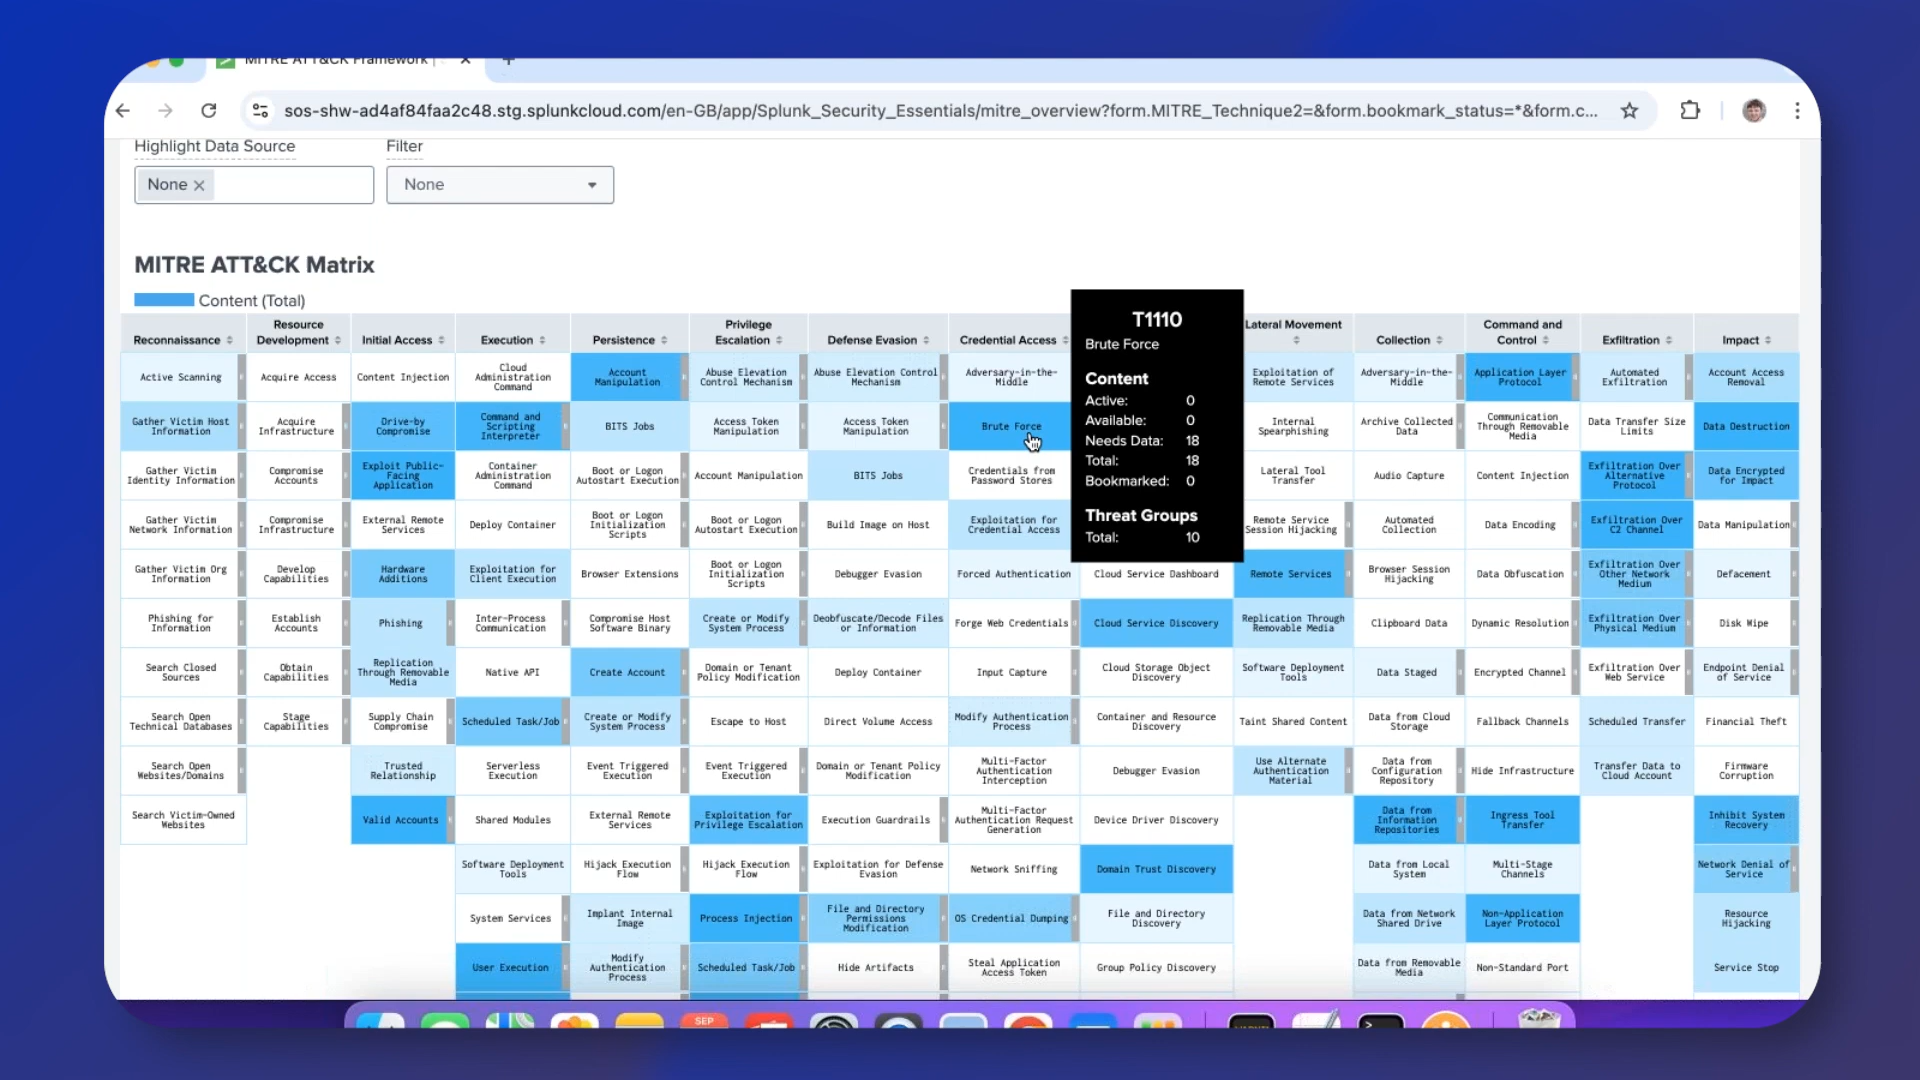 MITRE ATT&CK Framework |
sos-shw-ad4af84faa2c48.stg.splunkcloud.com/en-GB/app/Splunk_Security_Essentials/mitre_overview?form.MITRE_Technique2=&form.bookmark_status=*&form.c...
Highlight Data Source
Filter
None
None
MITRE ATT&CK Matrix
Content (Total)
Reconnaissance
Active Scanning
Gather Victim Host
Information
Gather Victim
Identity Information
Gather Victim
Network Information
Gather Victim Org
Information
Phishing for
Information
Search Closed
Sources
Search Open
Technical Databases
Search Open
Websites/Domains
Search Victim-Owned
Websites
Resource
Development
Acquire Access
Acquire
Infrastructure
Compromise
Accounts
Compromise
Infrastructure
Develop
Capabilities
Establish
Accounts
Obtain
Capabilities
Stage
Capabilities
Initial Access
Content Injection
Drive-by
Compromise
Exploit Public-
Facing
Application
External Remote
Services
Hardware
Additions
Phishing
Replication
Through Removable
Media
Supply Chain
Compromise
Trusted
Relationship
Valid Accounts
Execution
Cloud
Administration
Command
Command and
Scripting
Interpreter
Container
Administration
Command
Deploy Container
Exploitation for
Client Execution
Inter-Process
Communication
Native API
Scheduled Task/Job
Serverless
Execution
Shared Modules
Software Deployment
Tools
System Services
User Execution
Persistence
Account
Manipulation
BITS Jobs
Boot or Logon
Autostart Execution
Boot or Logon
Initialization
Scripts
Browser Extensions
Compromise Host
Software Binary
Create Account
Create or Modify
System Process
Event Triggered
Execution
External Remote
Services
Hijack Execution
Flow
Implant Internal
Image
Modify
Authentication
Process
Privilege
Escalation
Abuse Elevation
Control Mechanism
Access Token
Manipulation
Account Manipulation
Boot or Logon
Autostart Execution
Boot or Logon
Initialization
Scripts
Create or Modify
System Process
Domain or Tenant
Policy Modification
Escape to Host
Event Triggered
Execution
Exploitation for
Privilege Escalation
Hijack Execution
Flow
Process Injection
Scheduled Task/Job
Defense Evasion
Abuse Elevation Control
Mechanism
Access Token
Manipulation
BITS Jobs
Build Image on Host
Debugger Evasion
Deobfuscate/Decode Files
or Information
Deploy Container
Direct Volume Access
Domain or Tenant Policy
Modification
Execution Guardrails
Exploitation for Defense
Evasion
File and Directory
Permissions
Modification
Hide Artifacts
Credential Access
Adversary-in-the-
Middle
Brute Force
Credentials from
Password Stores
Exploitation for
Credential Access
Forced Authentication
Forge Web Credentials
Input Capture
Modify Authentication
Process
Multi-Factor
Authentication
Interception
Multi-Factor
Authentication Request
Generation
Network Sniffing
OS Credential Dumping
Steal Application
Access Token
T1110
Brute Force
Content
Active: 0
Available: 0
Needs Data: 18
Total: 18
Bookmarked: 0
Threat Groups
Total: 10
Cloud Service Dashboard
Cloud Service Discovery
Cloud Storage Object
Discovery
Container and Resource
Discovery
Debugger Evasion
Device Driver Discovery
Domain Trust Discovery
File and Directory
Discovery
Group Policy Discovery
Lateral Movement
Exploitation of
Remote Services
Internal
Spearphishing
Lateral Tool
Transfer
Remote Service
Session Hijacking
Remote Services
Replication Through
Removable Media
Software Deployment
Tools
Taint Shared Content
Use Alternate
Authentication
Material
Collection
Adversary-in-the-
Middle
Archive Collected
Data
Audio Capture
Automated
Collection
Browser Session
Hijacking
Clipboard Data
Data Staged
Data from Cloud
Storage
Data from
Configuration
Repository
Data from
Information
Repositories
Data from Local
System
Data from Network
Shared Drive
Data from Removable
Media
Command and
Control
Application Layer
Protocol
Communication
Through Removable
Media
Content Injection
Data Encoding
Data Obfuscation
Dynamic Resolution
Encrypted Channel
Fallback Channels
Hide Infrastructure
Ingress Tool
Transfer
Multi-Stage
Channels
Non-Application
Layer Protocol
Non-Standard Port
Exfiltration
Automated
Exfiltration
Data Transfer Size
Limits
Exfiltration Over
Alternative
Protocol
Exfiltration Over
C2 Channel
Exfiltration Over
Other Network
Medium
Exfiltration Over
Physical Medium
Exfiltration Over
Web Service
Scheduled Transfer
Transfer Data to
Cloud Account
Impact
Account Access
Removal
Data Destruction
Data Encrypted
for Impact
Data Manipulation
Defacement
Disk Wipe
Endpoint Denial
of Service
Financial Theft
Firmware
Corruption
Inhibit System
Recovery
Network Denial of
Service
Resource
Hijacking
Service Stop
SEP